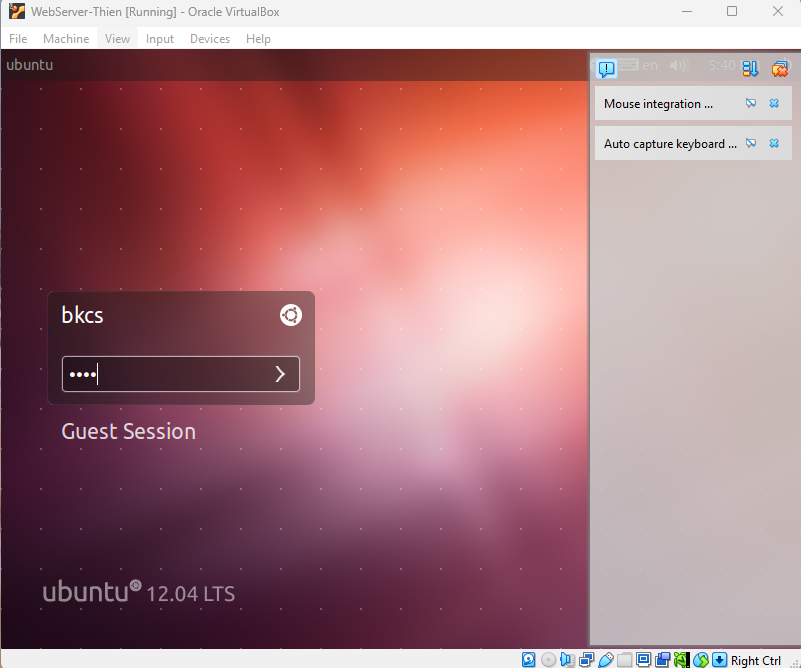 WebServer-Thien [Running] - Oracle VirtualBox
File Machine View Input Devices Help
ubuntu
en 5:40
Mouse integration ...
Auto capture keyboard ...
bkcs
••••
Guest Session
ubuntu 12.04 LTS
Right Ctrl